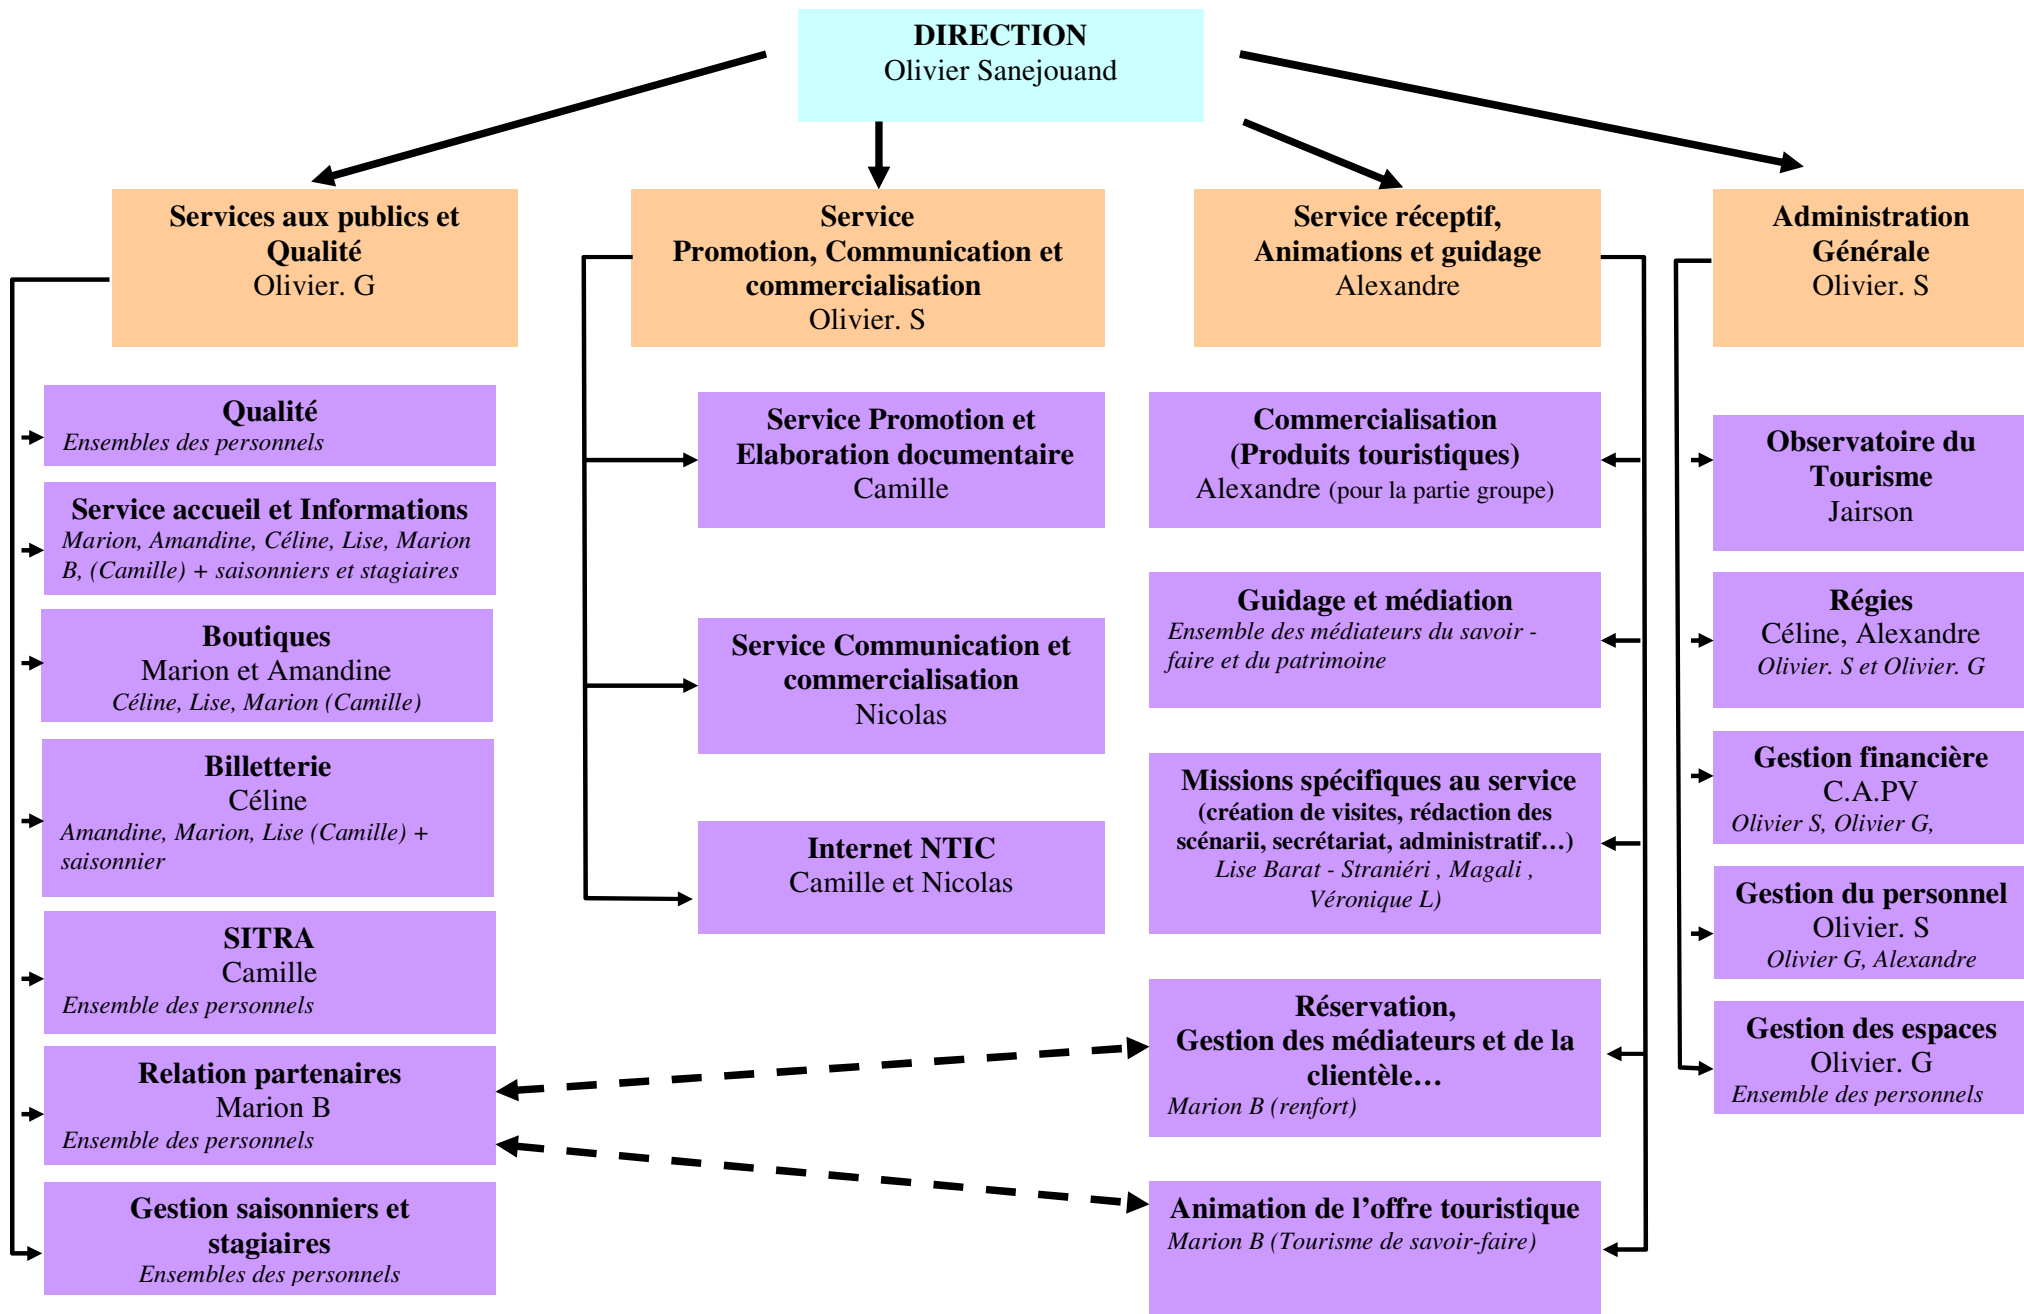 DIRECTION
Olivier Sanejouand
Services aux publics et
Qualité
Olivier. G
Qualité
Ensembles des personnels
Service accueil et Informations
Marion, Amandine, Céline, Lise, Marion
B, (Camille) + saisonniers et stagiaires
Boutiques
Marion et Amandine
Céline, Lise, Marion (Camille)
Billetterie
Céline
Amandine, Marion, Lise (Camille) +
saisonnier
SITRA
Camille
Ensemble des personnels
Relation partenaires
Marion B
Ensemble des personnels
Gestion saisonniers et
stagiaires
Ensembles des personnels
Service
Promotion, Communication et
commercialisation
Olivier. S
Service Promotion et
Elaboration documentaire
Camille
Service Communication et
commercialisation
Nicolas
Internet NTIC
Camille et Nicolas
Service réceptif,
Animations et guidage
Alexandre
Commercialisation
(Produits touristiques)
Alexandre (pour la partie groupe)
Guidage et médiation
Ensemble des médiateurs du savoir -
faire et du patrimoine
Missions spécifiques au service
(création de visites, rédaction des
scénarii, secrétariat, administratif…)
Lise Barat - Straniéri , Magali ,
Véronique L)
Réservation,
Gestion des médiateurs et de la
clientèle…
Marion B (renfort)
Animation de l’offre touristique
Marion B (Tourisme de savoir-faire)
Administration
Générale
Olivier. S
Observatoire du
Tourisme
Jairson
Régies
Céline, Alexandre
Olivier. S et Olivier. G
Gestion financière
C.A.PV
Olivier S, Olivier G,
Gestion du personnel
Olivier. S
Olivier G, Alexandre
Gestion des espaces
Olivier. G
Ensemble des personnels